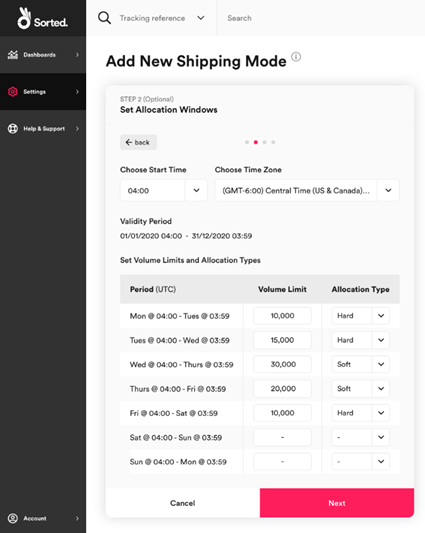 Sorted.
Tracking reference
Search
Dashboards
Settings
Help & Support
Account
Add New Shipping Mode
STEP 2 (Optional)
Set Allocation Windows
back
Choose Start Time
Choose Time Zone
04:00
(GMT-6:00) Central Time (US & Canada)...
Validity Period
01/01/2020 04:00 - 31/12/2020 03:59
Set Volume Limits and Allocation Types
Period (UTC) Volume Limit Allocation Type
Mon @ 04:00 - Tues @ 03:59 10,000 Hard
Tues @ 04:00 - Wed @ 03:59 15,000 Hard
Wed @ 04:00 - Thurs @ 03:59 30,000 Soft
Thurs @ 04:00 - Fri @ 03:59 20,000 Soft
Fri @ 04:00 - Sat @ 03:59 10,000 Hard
Sat @ 04:00 - Sun @ 03:59 - -
Sun @ 04:00 - Mon @ 03:59 - -
Cancel
Next